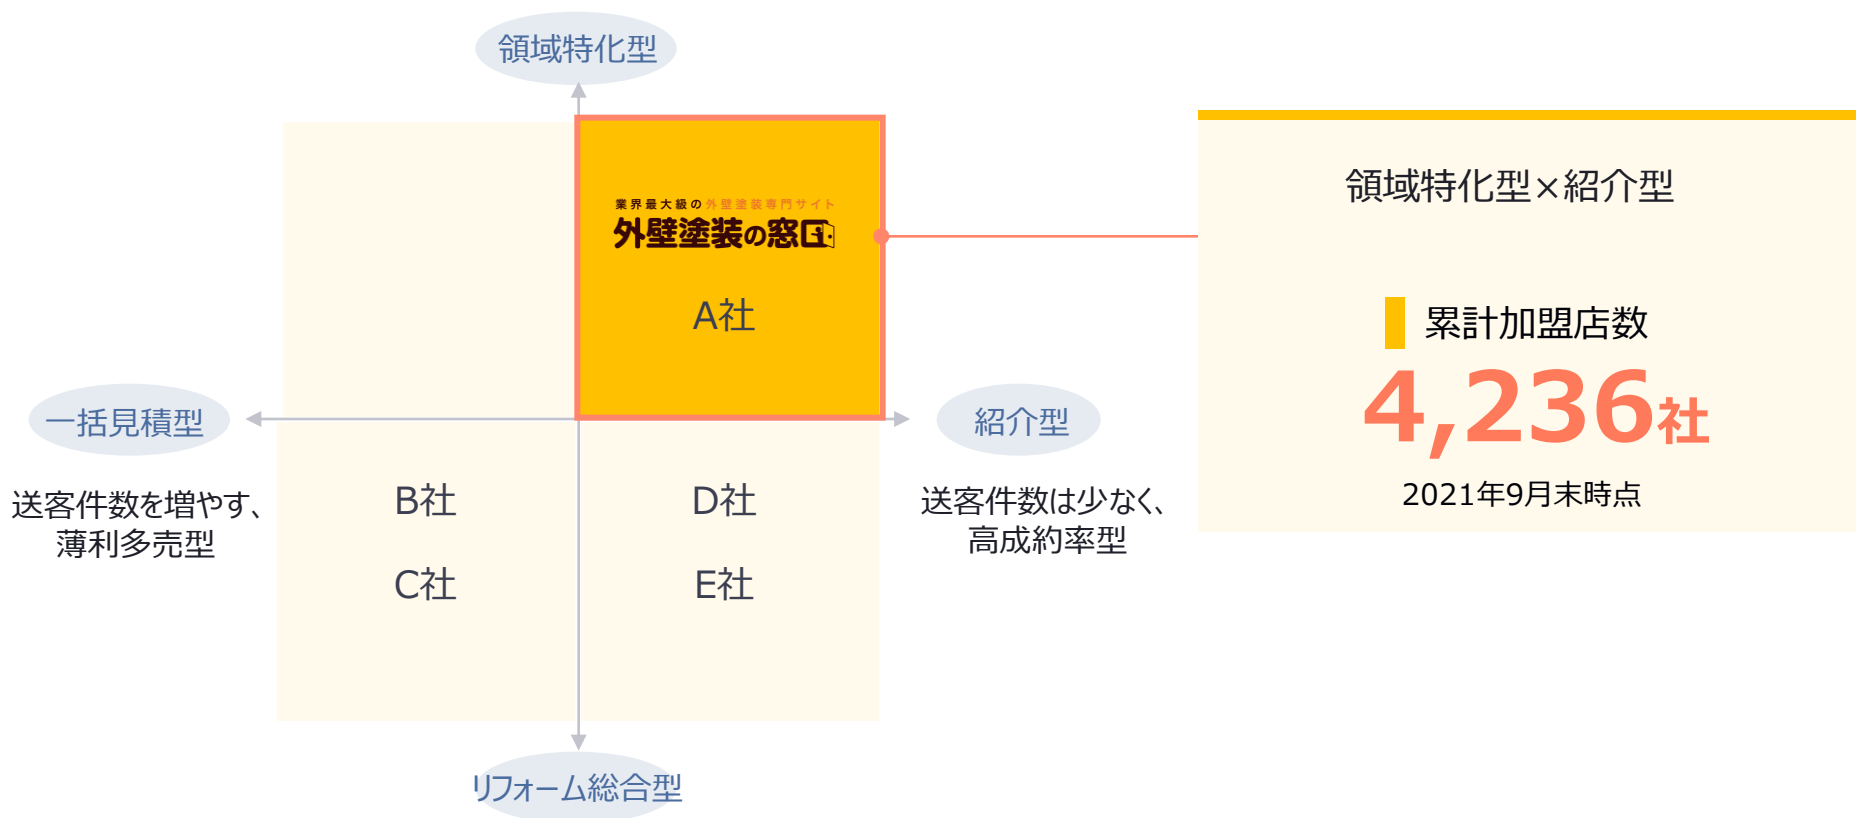 領域特化型
業界最大級の外壁塗装専門サイト
外壁塗装の窓口
A社
一括見積型
送客件数を増やす、
薄利多売型
紹介型
送客件数は少なく、
高成約率型
B社
C社
D社
E社
リフォーム総合型
領域特化型×紹介型
累計加盟店数
4,236社
2021年9月末時点